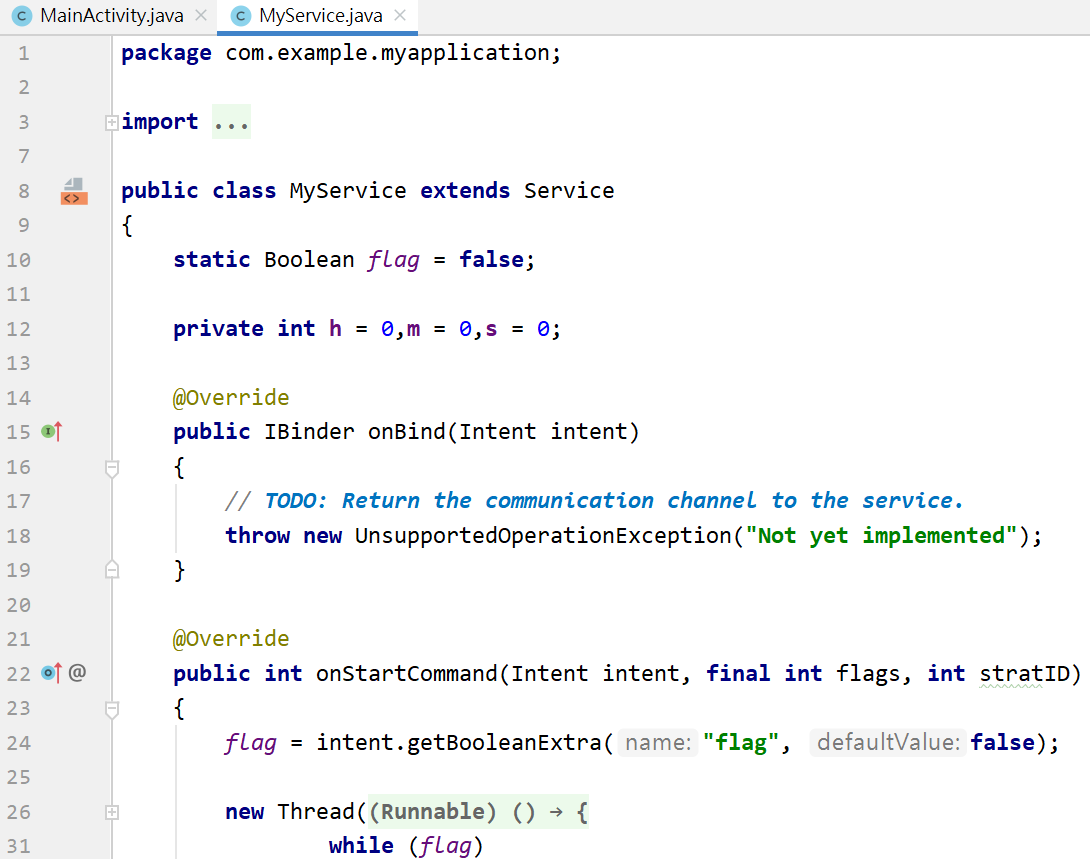 MainActivity.java MyService.java
1 package com.example.myapplication;
2
3 import ...
7
8 public class MyService extends Service
9 {
10 static Boolean flag = false;
11
12 private int h = 0,m = 0,s = 0;
13
14 @Override
15 public IBinder onBind(Intent intent)
16 {
17 // TODO: Return the communication channel to the service.
18 throw new UnsupportedOperationException("Not yet implemented");
19 }
20
21 @Override
22 @ public int onStartCommand(Intent intent, final int flags, int stratID)
23 {
24 flag = intent.getBooleanExtra( name: "flag", defaultValue: false);
25
26 new Thread((Runnable) () → {
31 while (flag)